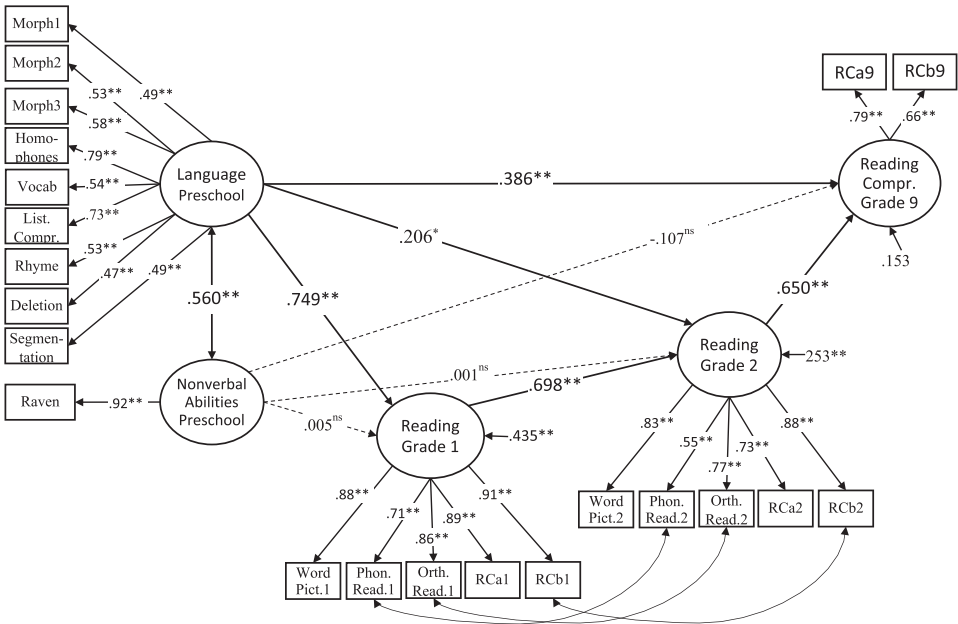 Morph1
Morph2
Morph3
Homo-
phones
Vocab
List.
Compr.
Rhyme
Deletion
Segmen-
tation
Raven
.49**
.53**
.58**
.79**
.54**
.73**
.53**
.47**
.49**
.92**
Language
Preschool
.560**
Nonverbal
Abilities
Preschool
.386**
.206*
-.107ns
.749**
.001ns
.005ns
.698**
.650**
RCa9
RCb9
.79**
.66**
Reading
Compr.
Grade 9
.153
Reading
Grade 2
253**
.83**
.55**
.77**
.73**
.88**
Word
Pict.2
Phon.
Read.2
Orth.
Read.2
RCa2
RCb2
Reading
Grade 1
.435**
.88**
.71**
.86**
.89**
.91**
Word
Pict.1
Phon.
Read.1
Orth.
Read.1
RCa1
RCb1